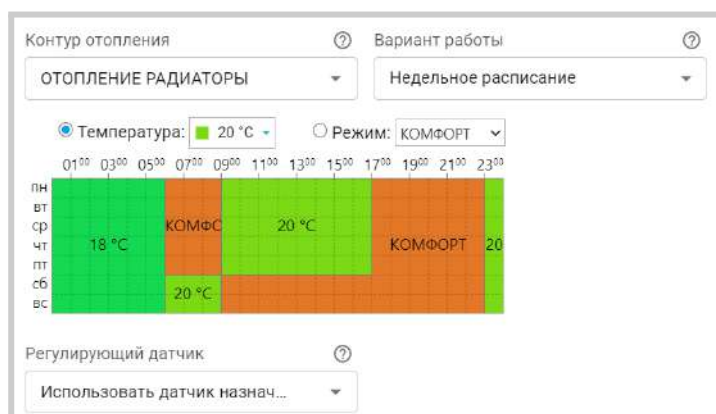 Контур отопления
Вариант работы
ОТОПЛЕНИЕ РАДИАТОРЫ
Недельное расписание
Температура: 20 °C Режим: КОМФОРТ
01⁰⁰ 03⁰⁰ 05⁰⁰ 07⁰⁰ 09⁰⁰ 11⁰⁰ 13⁰⁰ 15⁰⁰ 17⁰⁰ 19⁰⁰ 21⁰⁰ 23⁰⁰
пн
вт
ср КОМФС 20 °C
чт 18 °C КОМФОРТ 20
пт
сб
20 °C
вс
Регулирующий датчик
Использовать датчик назнач...